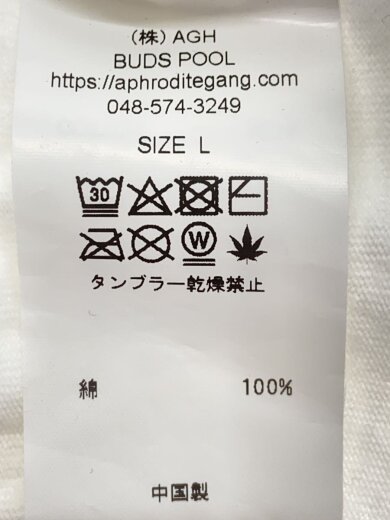 (株) AGH
BUDS POOL
https://aphroditegang.com
048-574-3249
SIZE L
30
W
タンブラー乾燥禁止
綿 100%
中国製